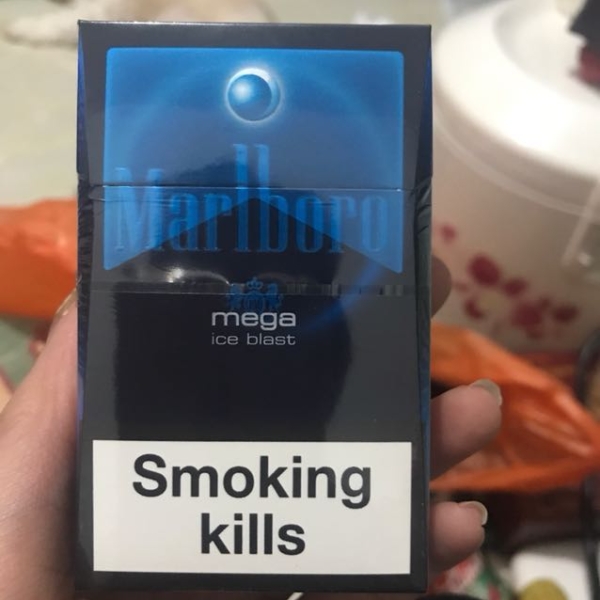 Marlboro
mega
ice blast
Smoking
kills